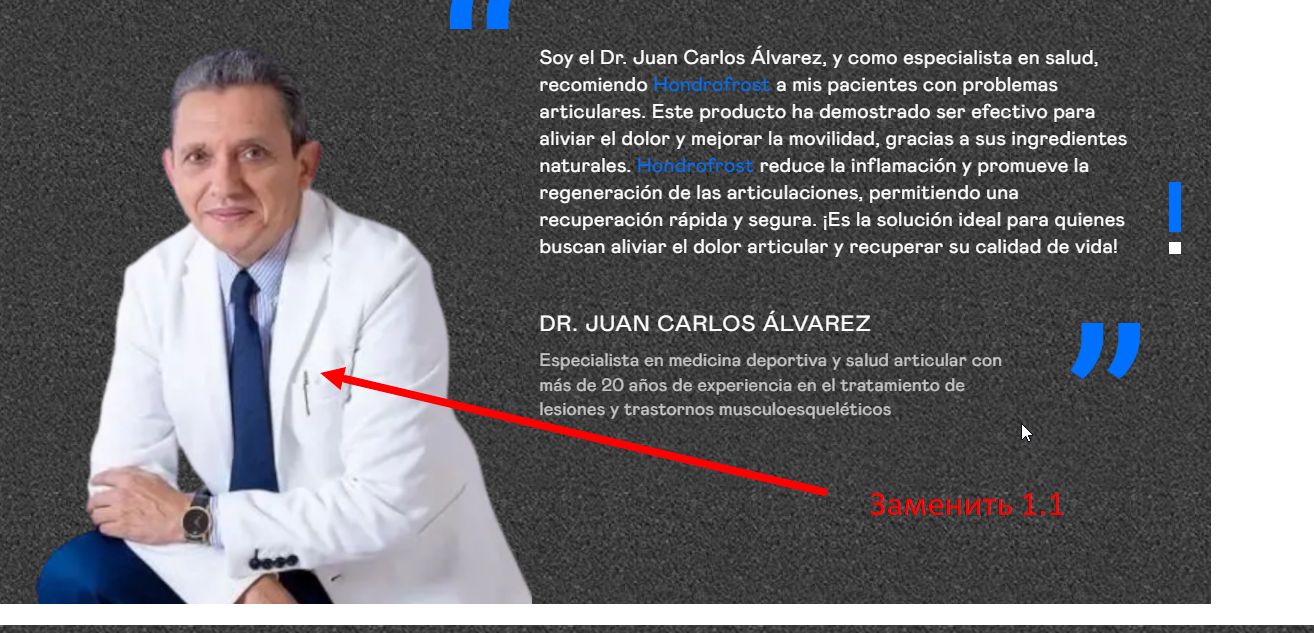 “
Soy el Dr. Juan Carlos Álvarez, y como especialista en salud,
recomiendo Hondrofrost a mis pacientes con problemas
articulares. Este producto ha demostrado ser efectivo para
aliviar el dolor y mejorar la movilidad, gracias a sus ingredientes
naturales. Hondrofrost reduce la inflamación y promueve la
regeneración de las articulaciones, permitiendo una
recuperación rápida y segura. ¡Es la solución ideal para quienes
buscan aliviar el dolor articular y recuperar su calidad de vida!
DR. JUAN CARLOS ÁLVAREZ
Especialista en medicina deportiva y salud articular con
más de 20 años de experiencia en el tratamiento de
lesiones y trastornos musculoesqueléticos
”
Заменить 1.1